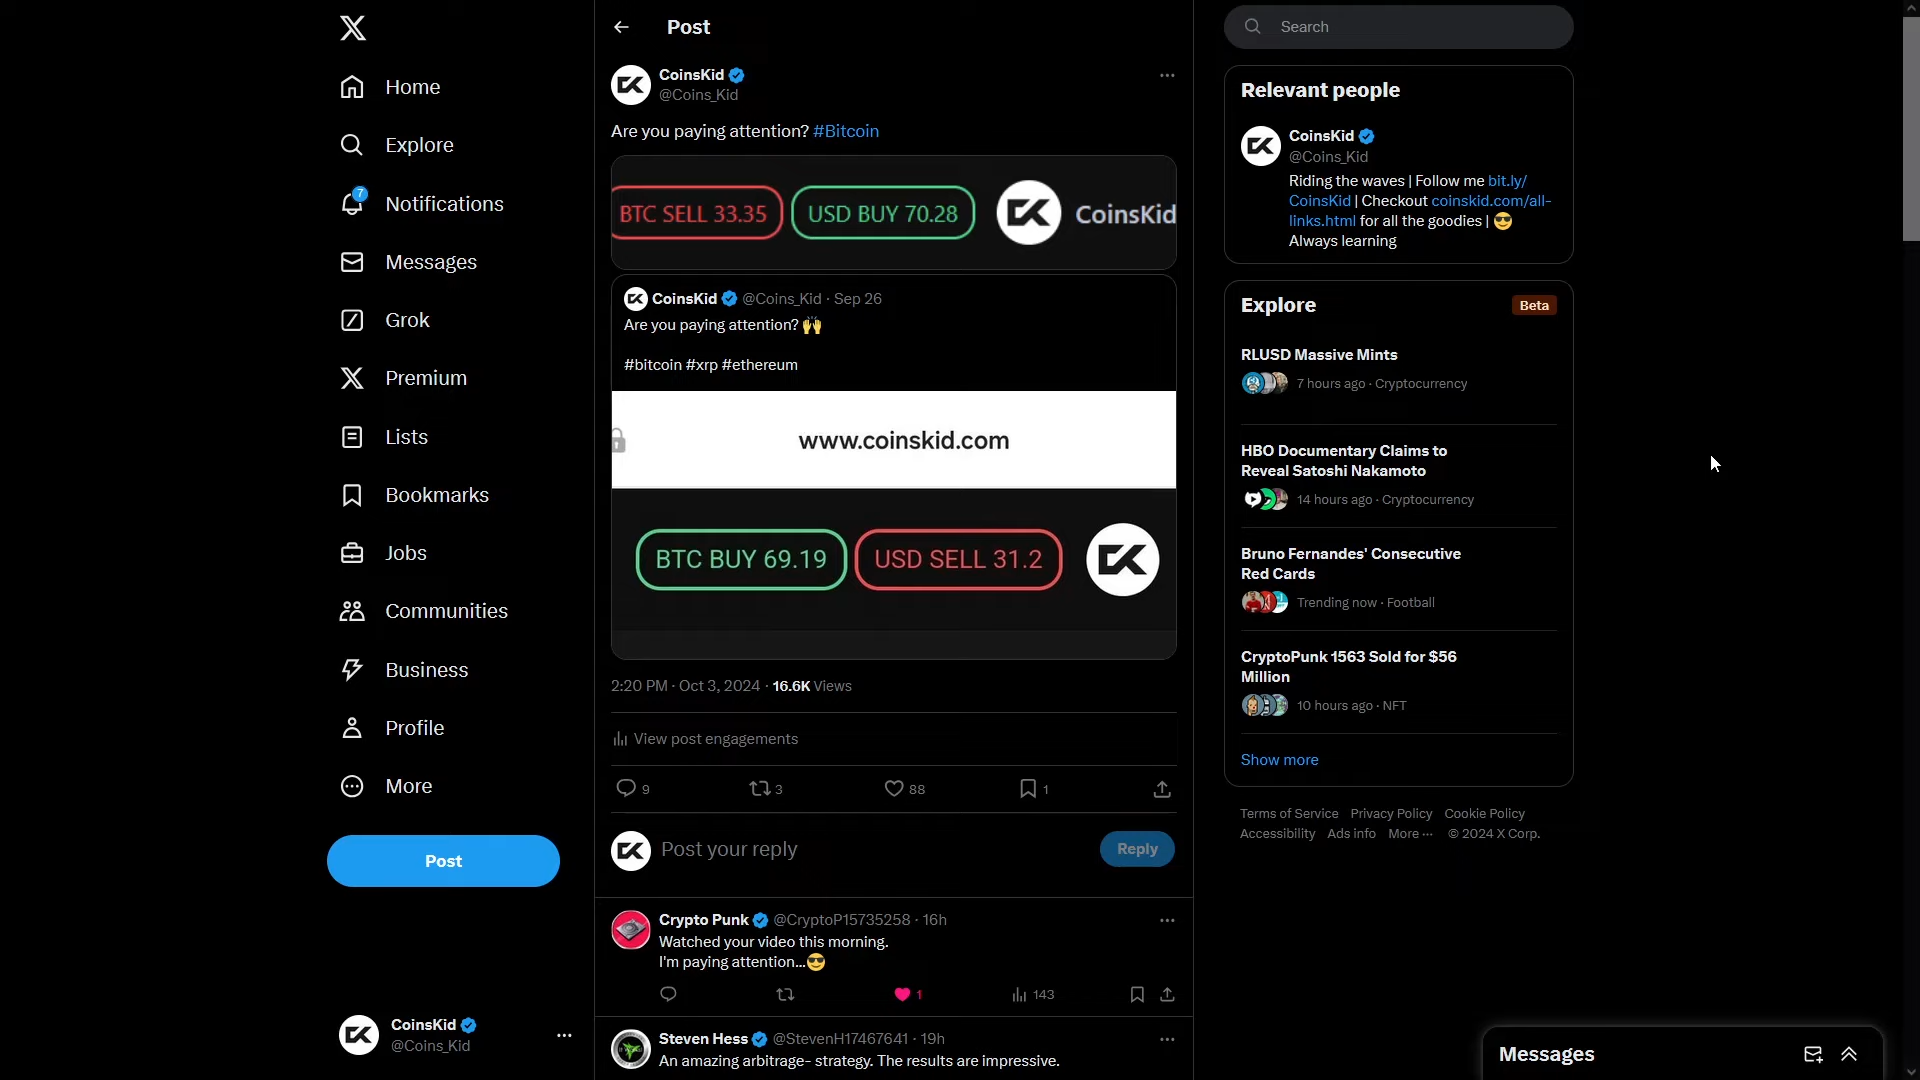 Home
Explore
7
Notifications
Messages
Grok
Premium
Lists
Bookmarks
Jobs
Communities
Business
Profile
More
Post
CoinsKid
@Coins_Kid
Post
CoinsKid
@Coins_Kid
Are you paying attention? #Bitcoin
BTC SELL 33.35 USD BUY 70.28 CoinsKid
CoinsKid @Coins_Kid · Sep 26
Are you paying attention? 🙌
#bitcoin #xrp #ethereum
www.coinskid.com
BTC BUY 69.19 USD SELL 31.2
2:20 PM · Oct 3, 2024 · 16.6K Views
View post engagements
9 3 88 1
Post your reply
Reply
Crypto Punk @CryptoP15735258 · 16h
Watched your video this morning.
I'm paying attention...😎
1 143
Steven Hess @StevenH17467641 · 19h
An amazing arbitrage- strategy. The results are impressive.
Search
Relevant people
CoinsKid
@Coins_Kid
Riding the waves | Follow me bit.ly/
CoinsKid | Checkout coinskid.com/all-
links.html for all the goodies | 😎
Always learning
Explore
Beta
RLUSD Massive Mints
7 hours ago · Cryptocurrency
HBO Documentary Claims to
Reveal Satoshi Nakamoto
14 hours ago · Cryptocurrency
Bruno Fernandes' Consecutive
Red Cards
Trending now · Football
CryptoPunk 1563 Sold for $56
Million
10 hours ago · NFT
Show more
Terms of Service Privacy Policy Cookie Policy
Accessibility Ads info More ··· © 2024 X Corp.
Messages